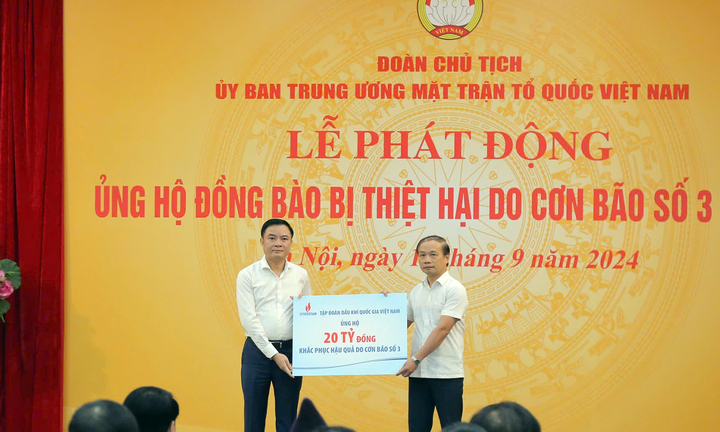 VIỆT NAM
ĐOÀN CHỦ TỊCH
ỦY BAN TRUNG ƯƠNG MẶT TRẬN TỔ QUỐC VIỆT NAM
LỄ PHÁT ĐỘNG
ỦNG HỘ ĐỒNG BÀO BỊ THIỆT HẠI DO CƠN BÃO SỐ 3
Nội, ngày tháng 9 năm 2024
PETROVIETNAM
TẬP ĐOÀN DẦU KHÍ QUỐC GIA VIỆT NAM
ỦNG HỘ
20 TỶ ĐỒNG
KHẮC PHỤC HẬU QUẢ DO CƠN BÃO SỐ 3